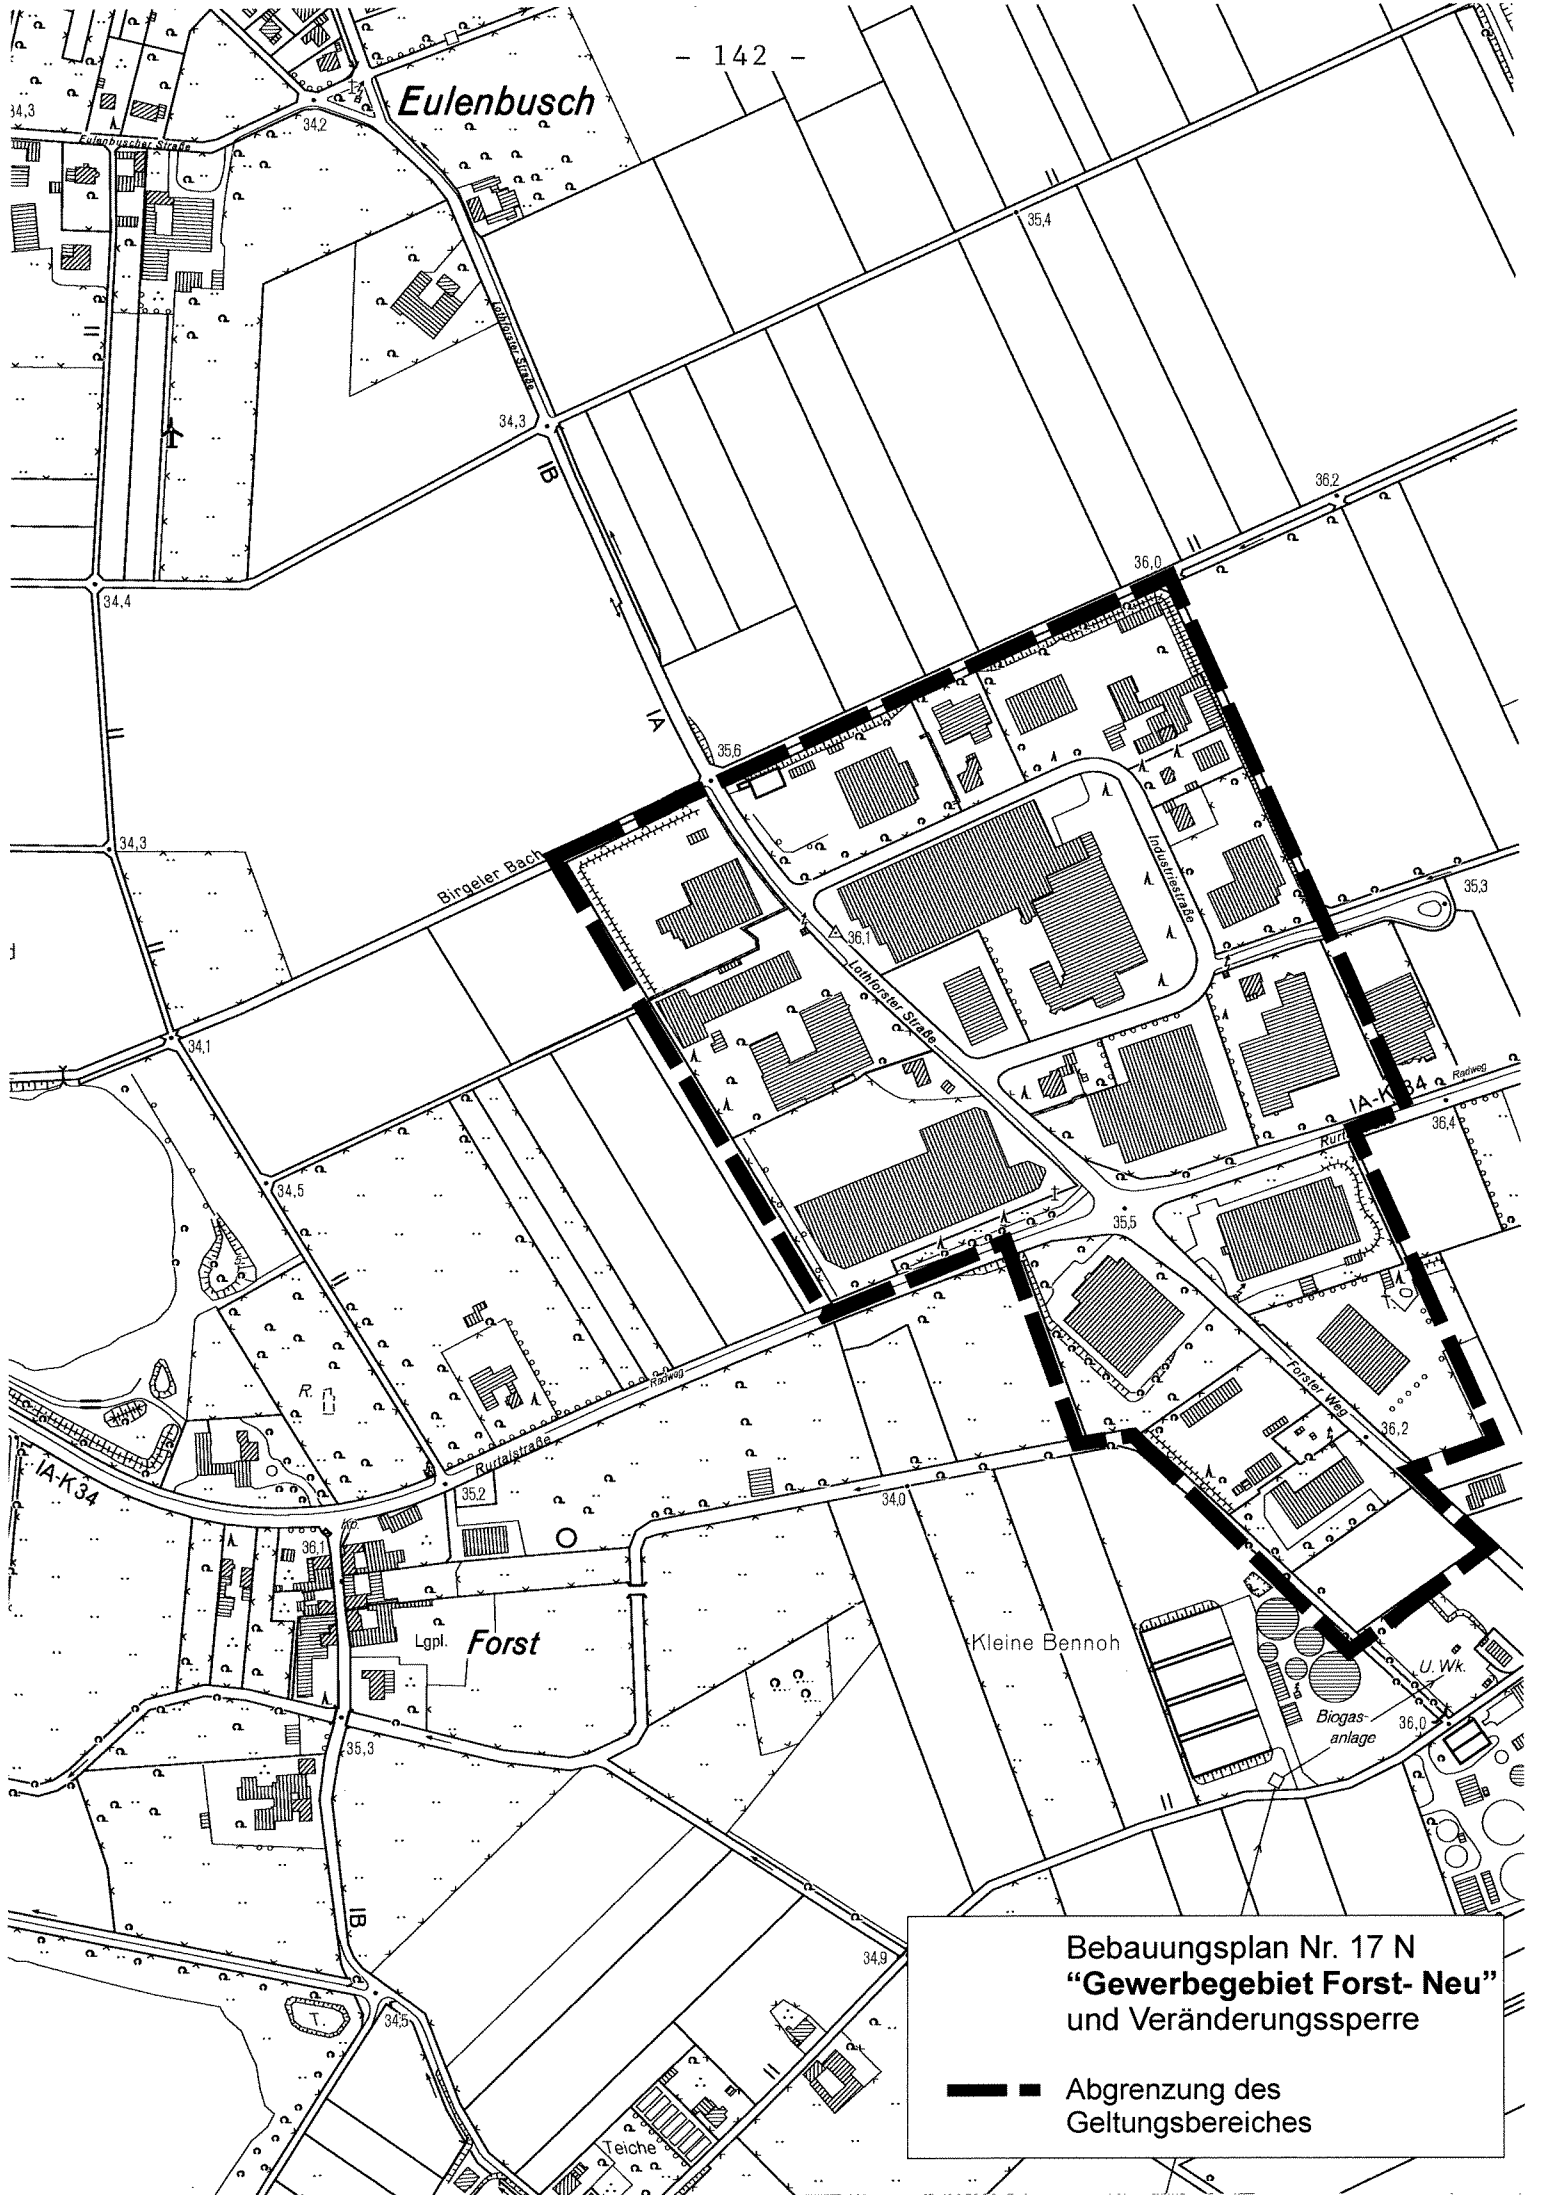 - 142 -
Eulenbusch
34,3
34,2
Eulenbuscher Straße
35,4
Lothforster Straße
34,3
IB
36,2
36,0
34,4
IA
35,6
34,3
Birgeler Bach
Industriestraße
35,3
36,1
Lothforster Straße
34,1
Radweg
IA-K 34
36,4
34,5
35,5
R.
Radweg
Forster Weg
36,2
Rurtalstraße
IA-K 34
35,2
34,0
Ko.
36,1
Lgpl.
Forst
Kleine Bennoh
U. Wk.
Biogas-
anlage
36,0
35,3
IB
34,9
T.
34,5
Teiche
Bebauungsplan Nr. 17 N
“Gewerbegebiet Forst- Neu”
und Veränderungssperre
Abgrenzung des
Geltungsbereiches